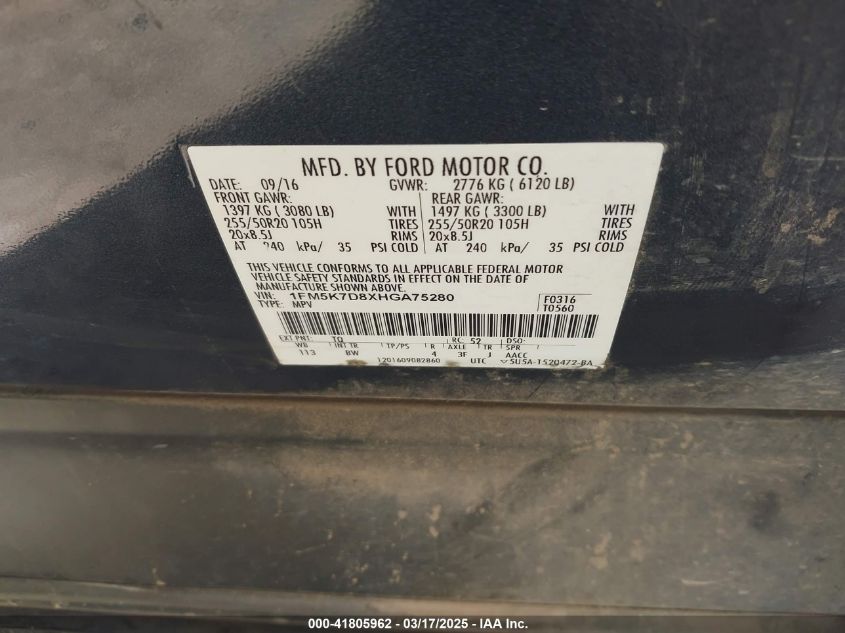 MFD. BY FORD MOTOR CO.
DATE: 09/16 GVWR: 2776 KG ( 6120 LB)
FRONT GAWR: REAR GAWR:
1397 KG ( 3080 LB) WITH 1497 KG ( 3300 LB) WITH
255/50R20 105H TIRES 255/50R20 105H TIRES
20x8.5J RIMS 20x8.5J RIMS
AT 240 kPa/ 35 PSI COLD AT 240 kPa/ 35 PSI COLD
THIS VEHICLE CONFORMS TO ALL APPLICABLE FEDERAL MOTOR
VEHICLE SAFETY STANDARDS IN EFFECT ON THE DATE OF
MANUFACTURE SHOWN ABOVE.
VIN: 1FM5K7D8XHGA75280 F0316
TYPE: MPV T0560
EXT PNT: TQ RC: 52 DSO:
WB INT TR TP/PS R AXLE TR SPR
113 BW 4 3F J AACC
1201609082860 UTC 5U5A-1520472-BA
000-41805962 - 03/17/2025 - IAA Inc.